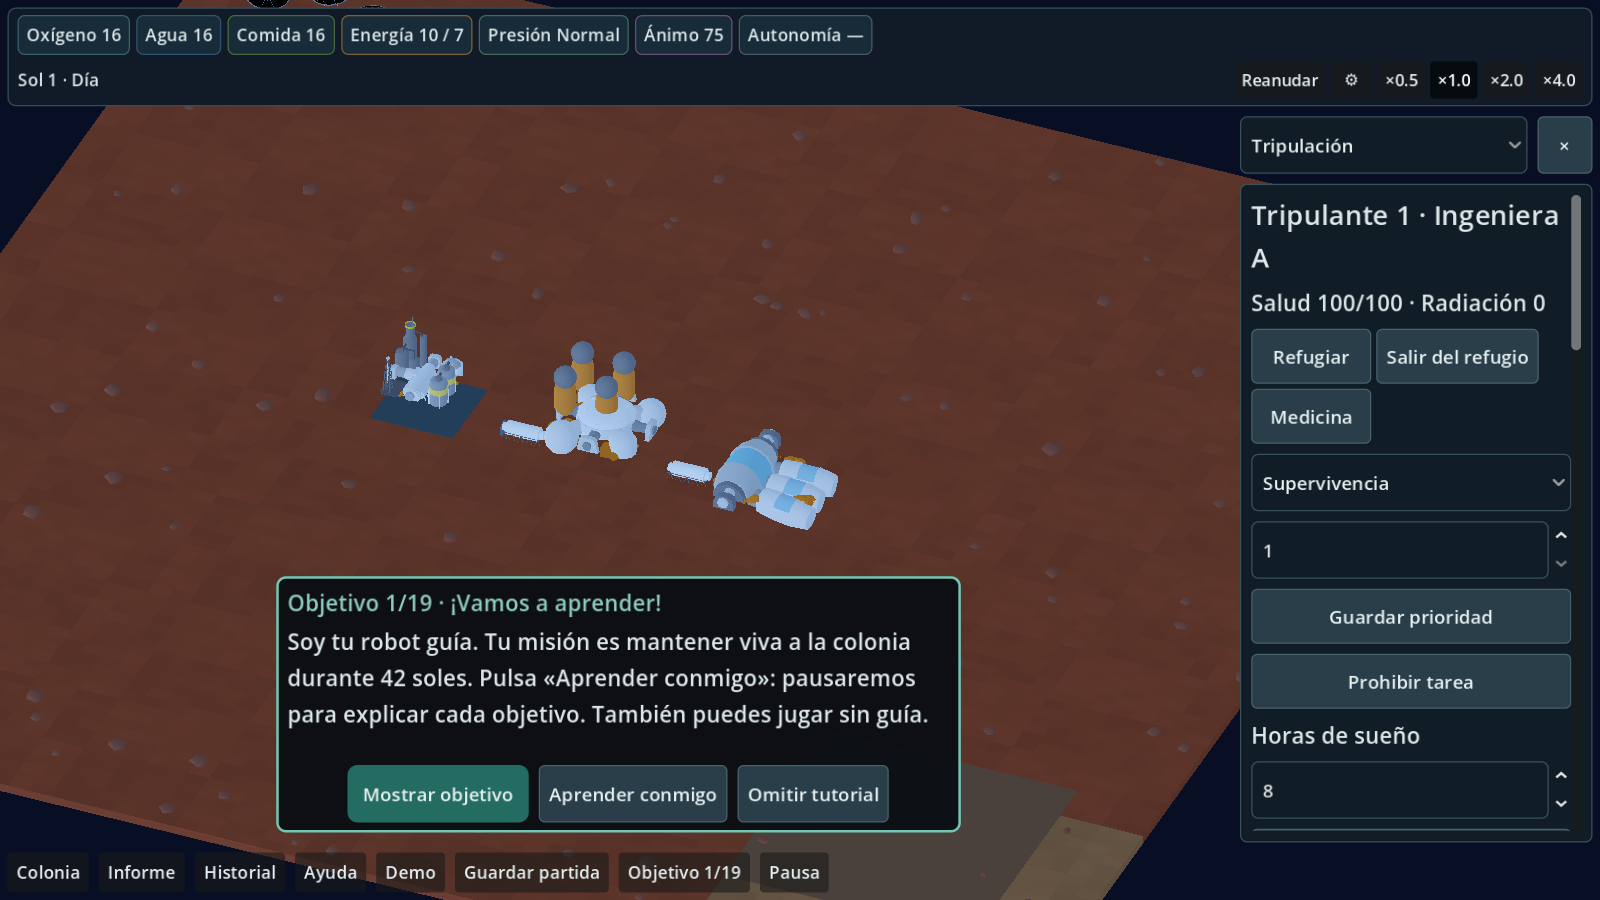 Oxígeno 16 Agua 16 Comida 16 Energía 10 / 7 Presión Normal Ánimo 75 Autonomía —
Sol 1 · Día
Reanudar ⚙ ×0.5 ×1.0 ×2.0 ×4.0
Tripulación ×
Tripulante 1 · Ingeniera
A
Salud 100/100 · Radiación 0
Refugiar Salir del refugio
Medicina
Supervivencia
1
Guardar prioridad
Prohibir tarea
Horas de sueño
8
Objetivo 1/19 · ¡Vamos a aprender!
Soy tu robot guía. Tu misión es mantener viva a la colonia
durante 42 soles. Pulsa «Aprender conmigo»: pausaremos
para explicar cada objetivo. También puedes jugar sin guía.
Mostrar objetivo Aprender conmigo Omitir tutorial
Colonia Informe Historial Ayuda Demo Guardar partida Objetivo 1/19 Pausa